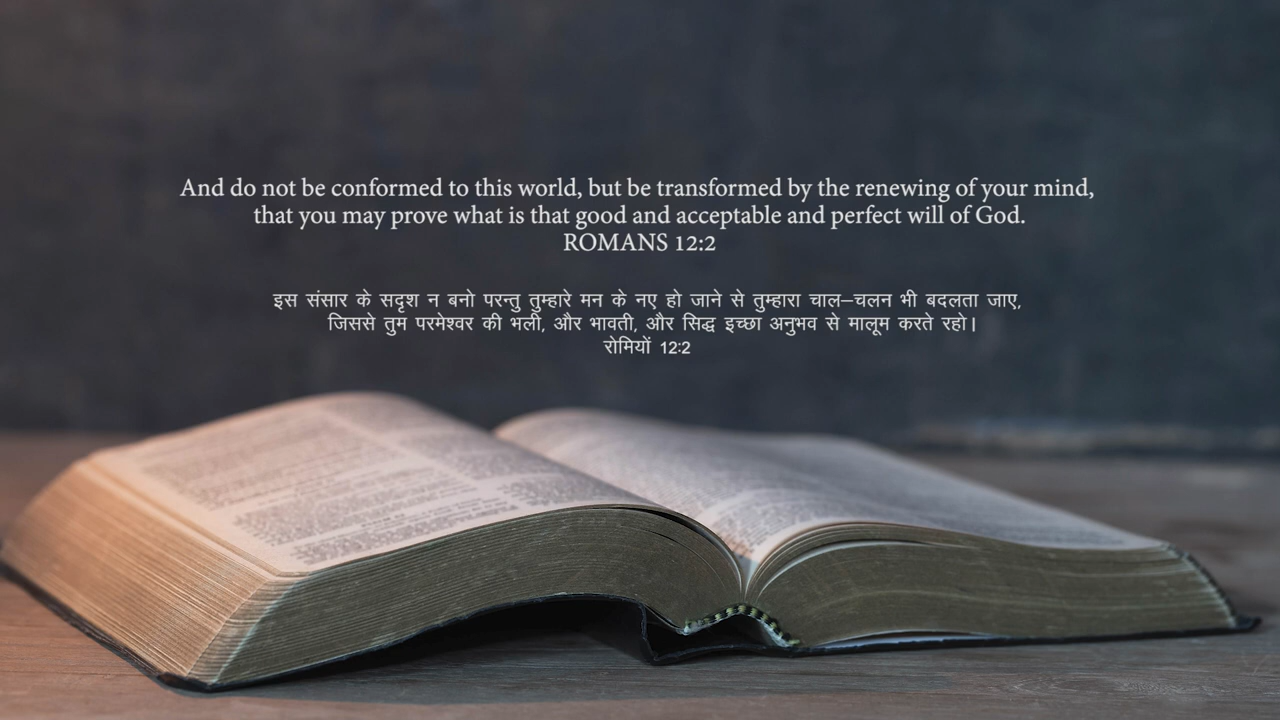 And do not be conformed to this world, but be transformed by the renewing of your mind,
that you may prove what is that good and acceptable and perfect will of God.
ROMANS 12:2
इस संसार के सदृश न बनो परन्तु तुम्हारे मन के नए हो जाने से तुम्हारा चाल–चलन भी बदलता जाए,
जिससे तुम परमेश्वर की भली, और भावती, और सिद्ध इच्छा अनुभव से मालूम करते रहो।
रोमियों 12:2